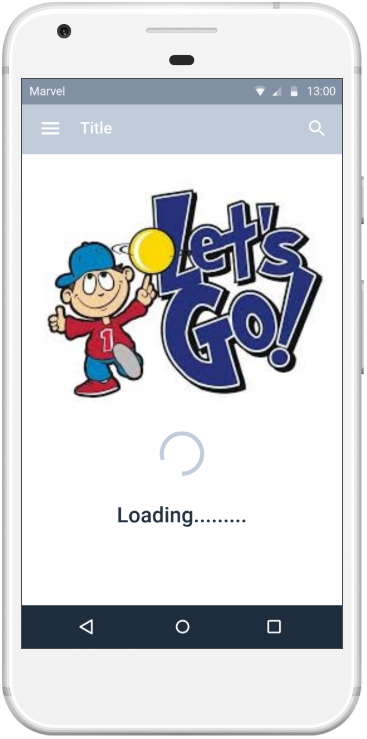 Marvel 13:00
Title
Let's
Go!
1
Loading.........